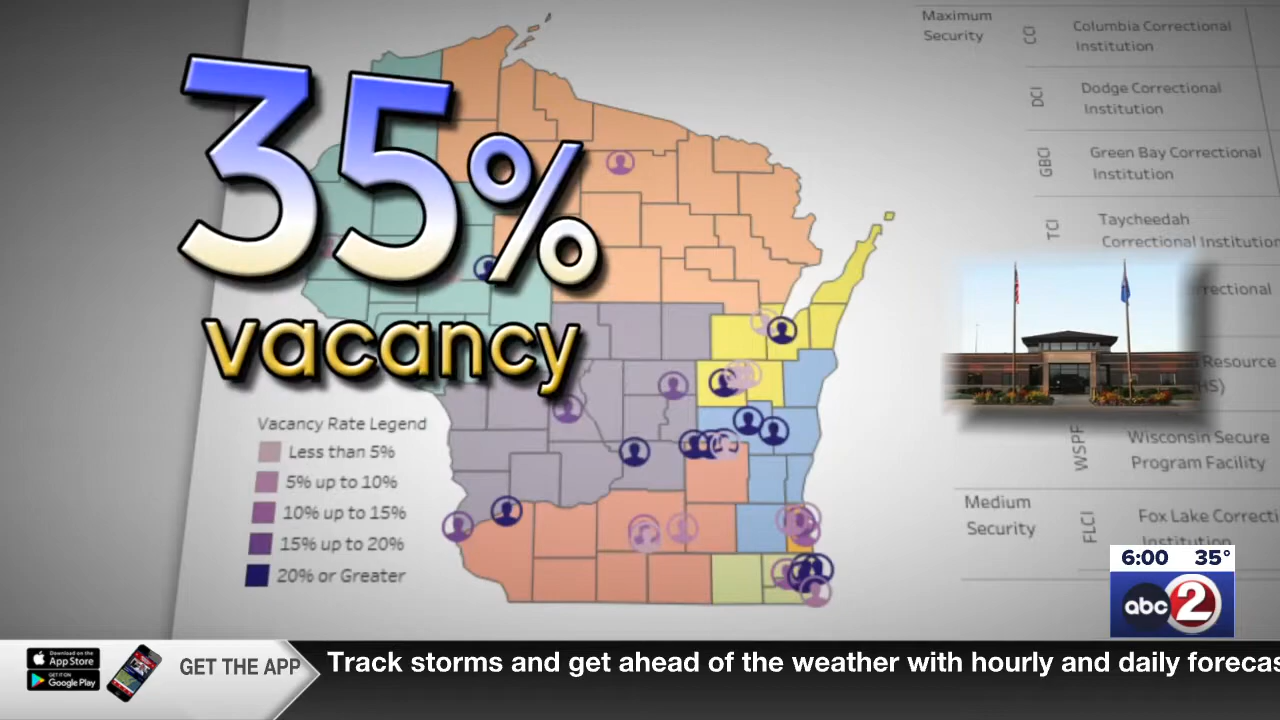 35%
vacancy
Vacancy Rate Legend
Less than 5%
5% up to 10%
10% up to 15%
15% up to 20%
20% or Greater
Maximum
Security
CCI
Columbia Correctional
Institution
DCI
Dodge Correctional
Institution
GBCI
Green Bay Correctional
Institution
TCI
Taycheedah
Correctional Institution
rrectional
Resource
WSPF
Wisconsin Secure
Program Facility
Medium
Security
FLCI
Fox Lake Correcti
Institution
6:00 35°
abc 2
Download on the
App Store
GET IT ON
Google Play
GET THE APP
Track storms and get ahead of the weather with hourly and daily forecas